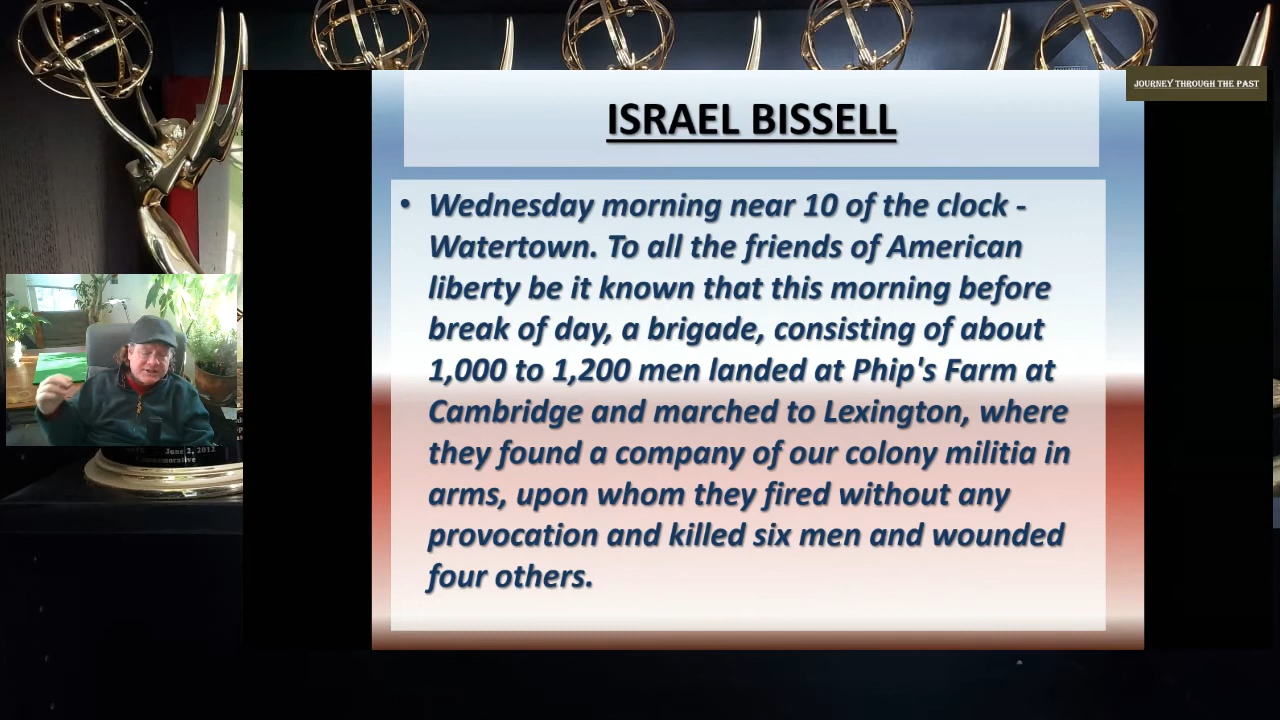 JOURNEY THROUGH THE PAST
ISRAEL BISSELL
• Wednesday morning near 10 of the clock -
Watertown. To all the friends of American
liberty be it known that this morning before
break of day, a brigade, consisting of about
1,000 to 1,200 men landed at Phip's Farm at
Cambridge and marched to Lexington, where
they found a company of our colony militia in
arms, upon whom they fired without any
provocation and killed six men and wounded
four others.
June 2, 2012
Commemorative